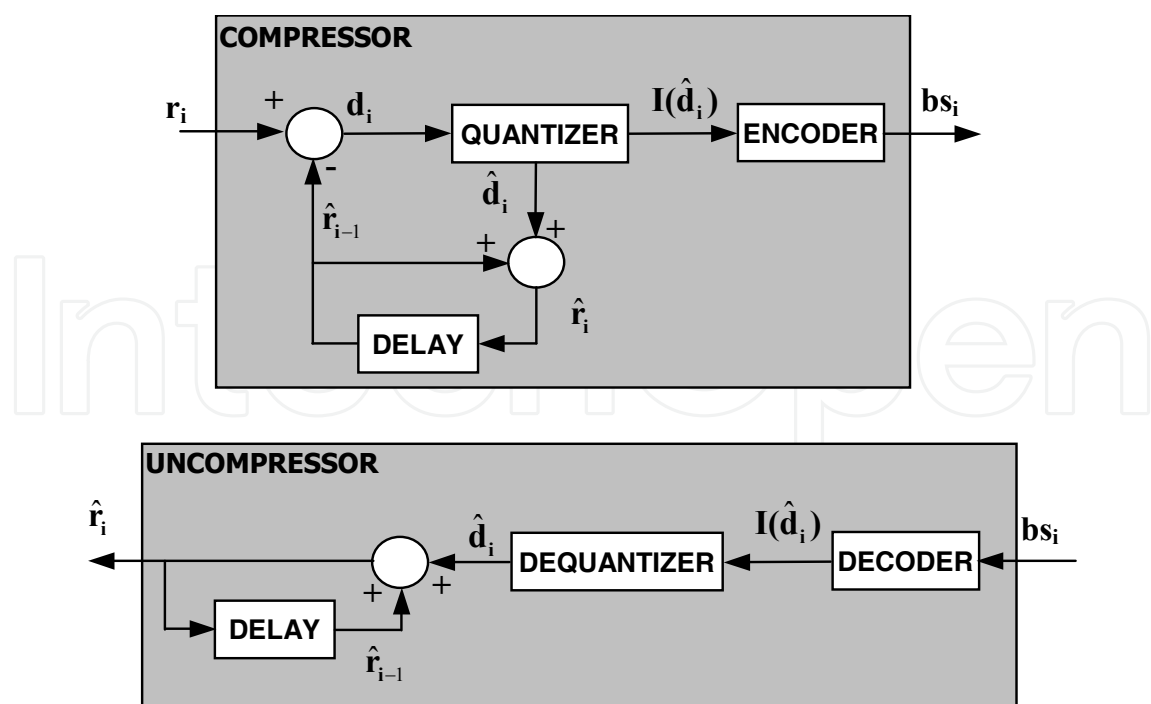 COMPRESSOR
r_i
+
d_i
QUANTIZER
I(d̂_i)
ENCODER
bs_i
-
r̂_{i-1}
d̂_i
+
+
r̂_i
DELAY
IntechOpen
UNCOMPRESSOR
r̂_i
+
+
d̂_i
DEQUANTIZER
I(d̂_i)
DECODER
bs_i
DELAY
r̂_{i-1}